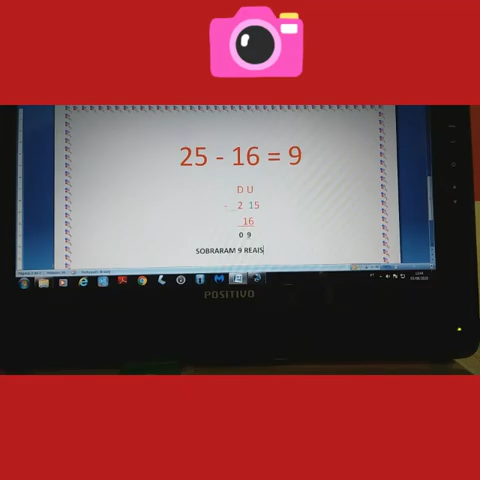 25 - 16 = 9
D U
- 2 15
16
0 9
SOBRARAM 9 REAIS
POSITIVO